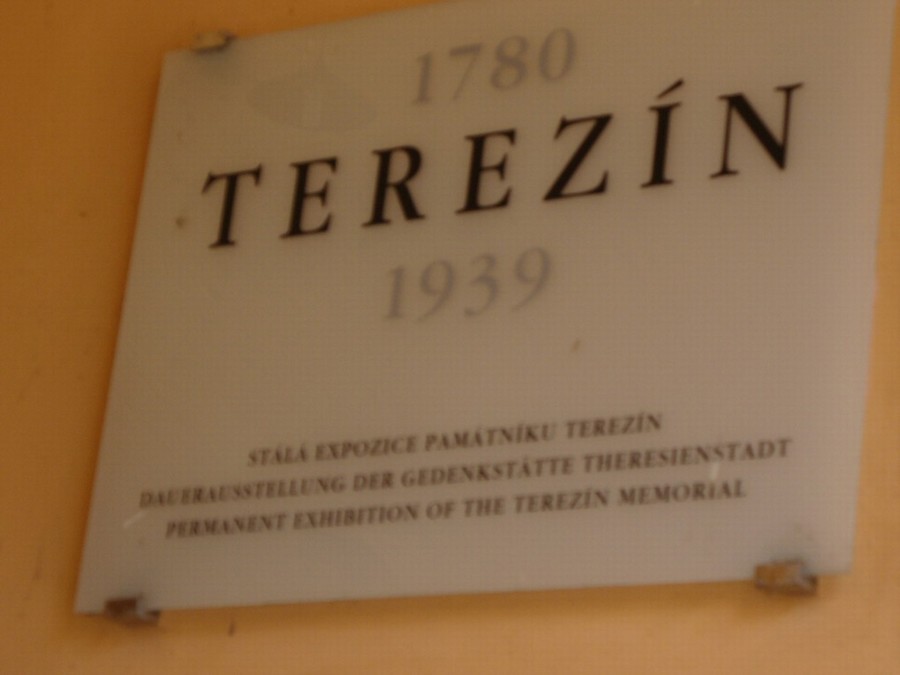 1780
TEREZÍN
1939
STÁLÁ EXPOZICE PAMÁTNÍKU TEREZÍN
DAUERAUSSTELLUNG DER GEDENKSTÄTTE THERESIENSTADT
PERMANENT EXHIBITION OF THE TEREZÍN MEMORIAL